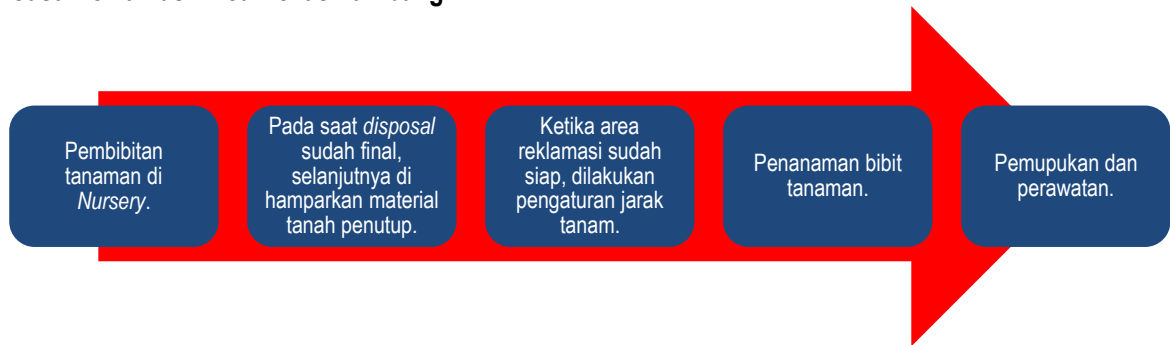 Pembibitan
tanaman di
Nursery.
Pada saat disposal
sudah final,
selanjutnya di
hamparkan material
tanah penutup.
Ketika area
reklamasi sudah
siap, dilakukan
pengaturan jarak
tanam.
Penanaman bibit
tanaman.
Pemupukan dan
perawatan.